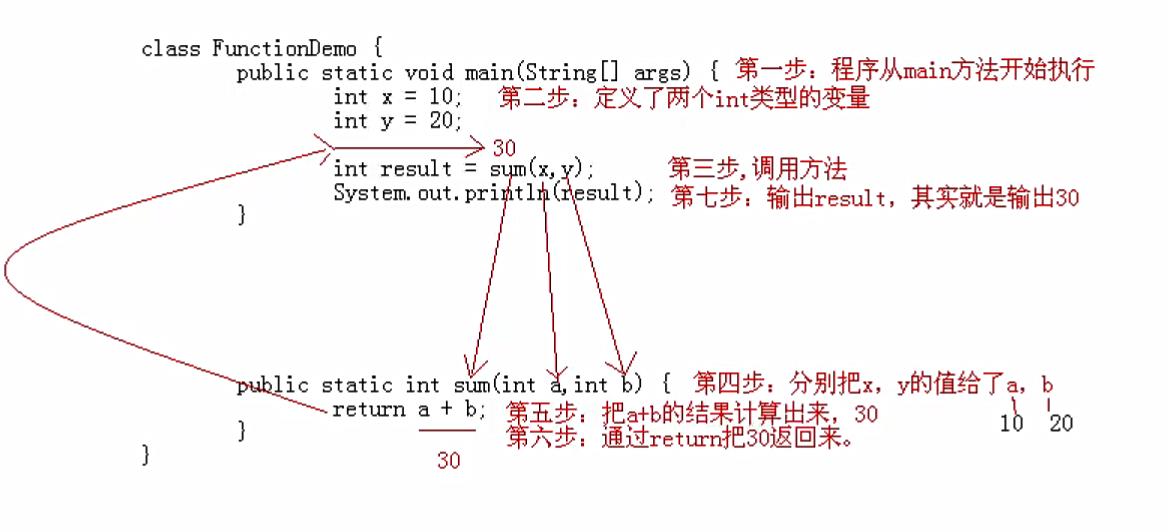 class FunctionDemo {
public static void main(String[] args) { 第一步：程序从main方法开始执行
int x = 10; 第二步：定义了两个int类型的变量
int y = 20;
30
int result = sum(x,y); 第三步,调用方法
System.out.println(result); 第七步：输出result，其实就是输出30
}
public static int sum(int a,int b) { 第四步：分别把x，y的值给了a，b
return a + b; 第五步：把a+b的结果计算出来，30
10 20
} 第六步：通过return把30返回来。
}
30